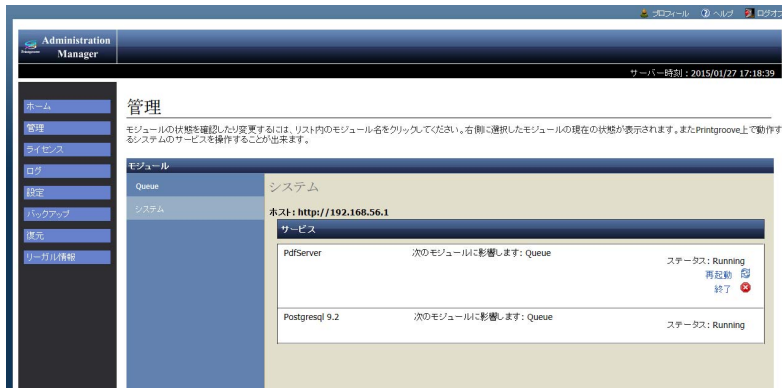 プロフィール ヘルプ ログオフ
Administration
Manager
サーバー時刻 : 2015/01/27 17:18:39
ホーム
管理
ライセンス
ログ
設定
バックアップ
復元
リーガル情報
管理
モジュールの状態を確認したり変更するには、リスト内のモジュール名をクリックしてください。右側に選択したモジュールの現在の状態が表示されます。またPrintgroove上で動作す
るシステムのサービスを操作することが出来ます。
モジュール
Queue
システム
システム
ホスト: http://192.168.56.1
サービス
PdfServer 次のモジュールに影響します: Queue
ステータス: Running
再起動
終了
Postgresql 9.2 次のモジュールに影響します: Queue
ステータス: Running